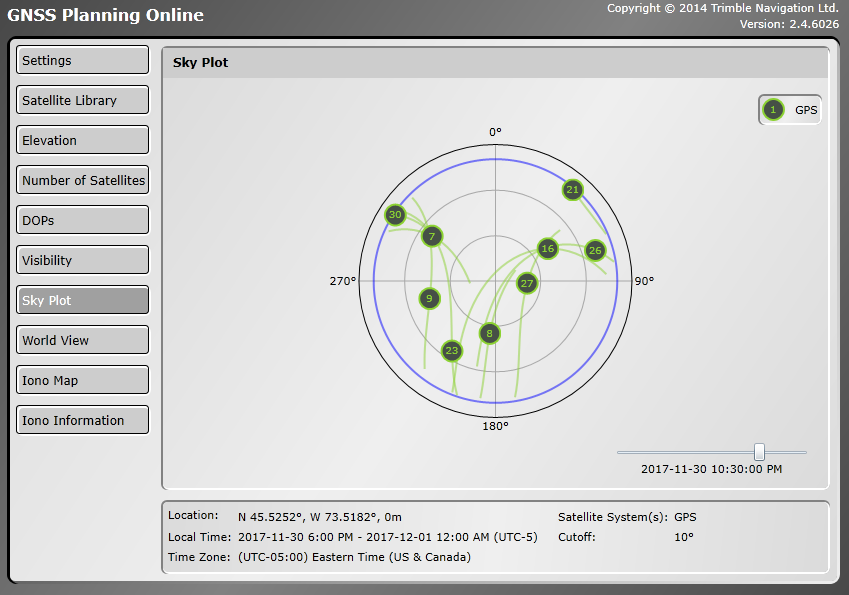 GNSS Planning Online
Copyright © 2014 Trimble Navigation Ltd.
Version: 2.4.6026
Settings
Satellite Library
Elevation
Number of Satellites
DOPs
Visibility
Sky Plot
World View
Iono Map
Iono Information
Sky Plot
1 GPS
0°
21
30
7
16
26
270°
27
90°
9
8
23
180°
2017-11-30 10:30:00 PM
Location: N 45.5252°, W 73.5182°, 0m
Satellite System(s): GPS
Local Time: 2017-11-30 6:00 PM - 2017-12-01 12:00 AM (UTC-5)
Cutoff: 10°
Time Zone: (UTC-05:00) Eastern Time (US & Canada)